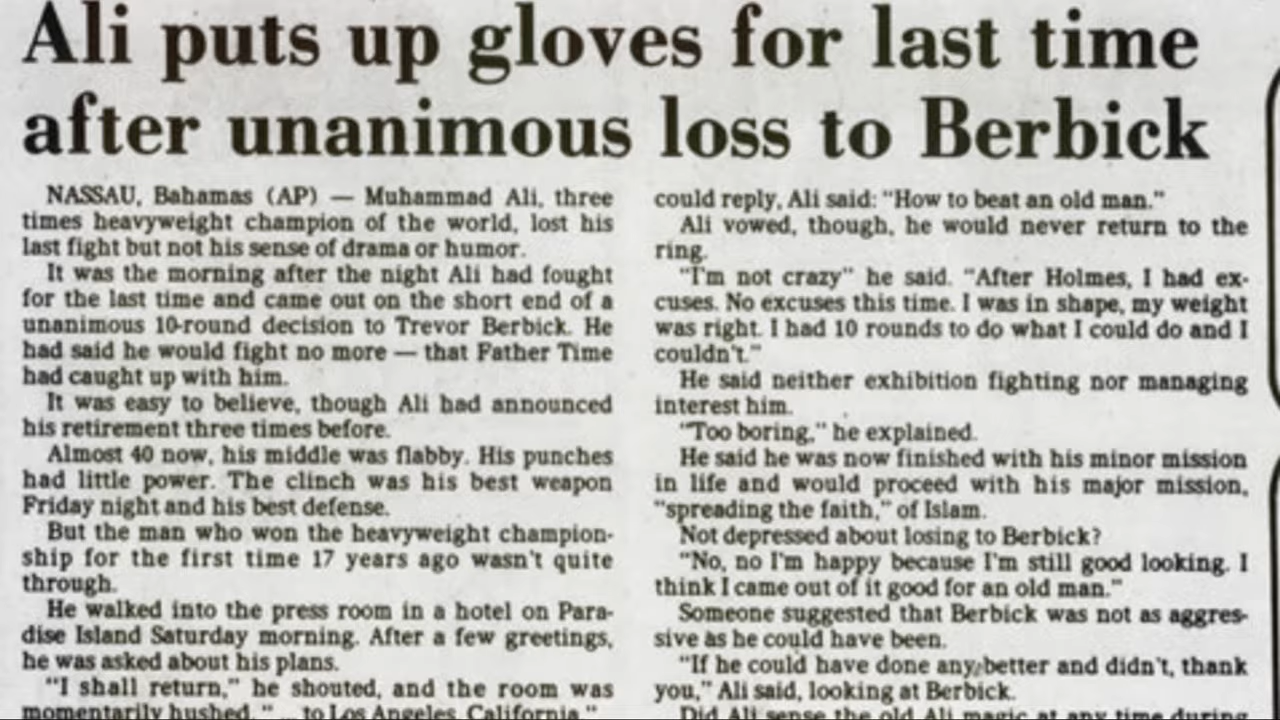 Ali puts up gloves for last time
after unanimous loss to Berbick
NASSAU, Bahamas (AP) — Muhammad Ali, three
times heavyweight champion of the world, lost his
last fight but not his sense of drama or humor.
It was the morning after the night Ali had fought
for the last time and came out on the short end of a
unanimous 10-round decision to Trevor Berbick. He
had said he would fight no more — that Father Time
had caught up with him.
It was easy to believe, though Ali had announced
his retirement three times before.
Almost 40 now, his middle was flabby. His punches
had little power. The clinch was his best weapon
Friday night and his best defense.
But the man who won the heavyweight champion-
ship for the first time 17 years ago wasn't quite
through.
He walked into the press room in a hotel on Para-
dise Island Saturday morning. After a few greetings,
he was asked about his plans.
"I shall return," he shouted, and the room was
momentarily hushed. "... to Los Angeles, California."
could reply, Ali said: "How to beat an old man."
Ali vowed, though, he would never return to the
ring.
"I'm not crazy" he said. "After Holmes, I had ex-
cuses. No excuses this time. I was in shape, my weight
was right. I had 10 rounds to do what I could do and I
couldn't."
He said neither exhibition fighting nor managing
interest him.
"Too boring," he explained.
He said he was now finished with his minor mission
in life and would proceed with his major mission,
"spreading the faith," of Islam.
Not depressed about losing to Berbick?
"No, no I'm happy because I'm still good looking. I
think I came out of it good for an old man."
Someone suggested that Berbick was not as aggres-
sive as he could have been.
"If he could have done any better and didn't, thank
you," Ali said, looking at Berbick.
Did Ali sense the old Ali magic at any time during